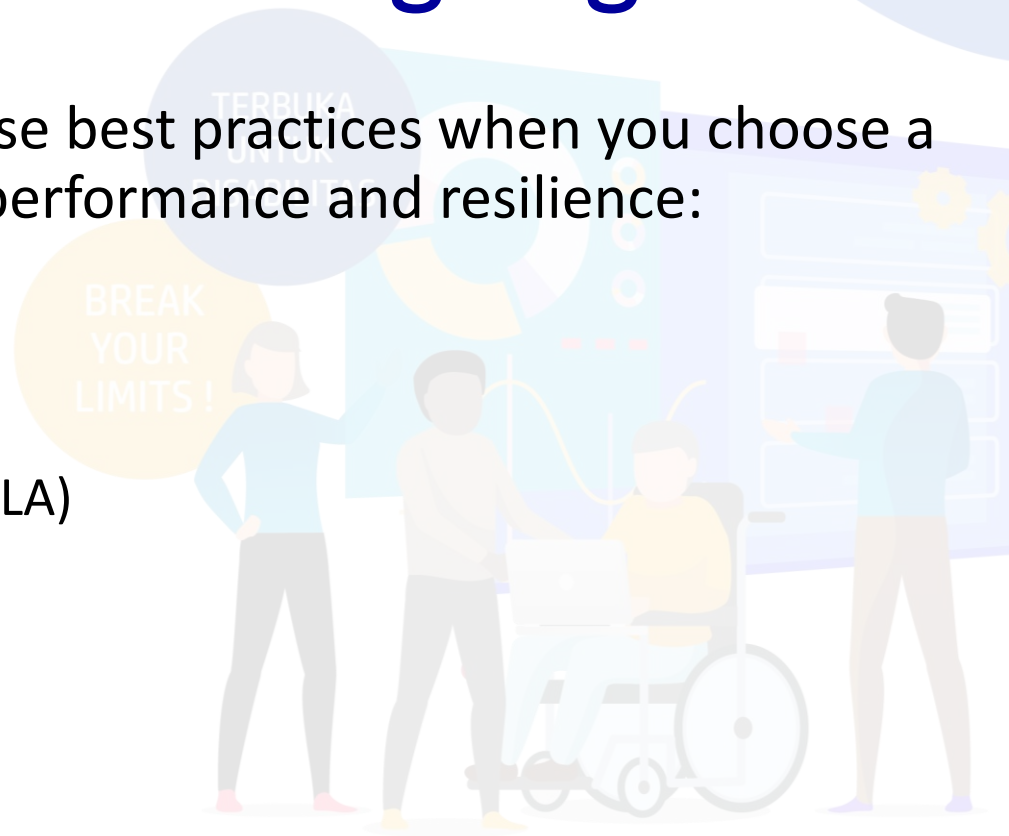 se best practices when you choose a
performance and resilience:
LA)
TERBUKA
UNTUK
DISABILITAS
BREAK
YOUR
LIMITS !